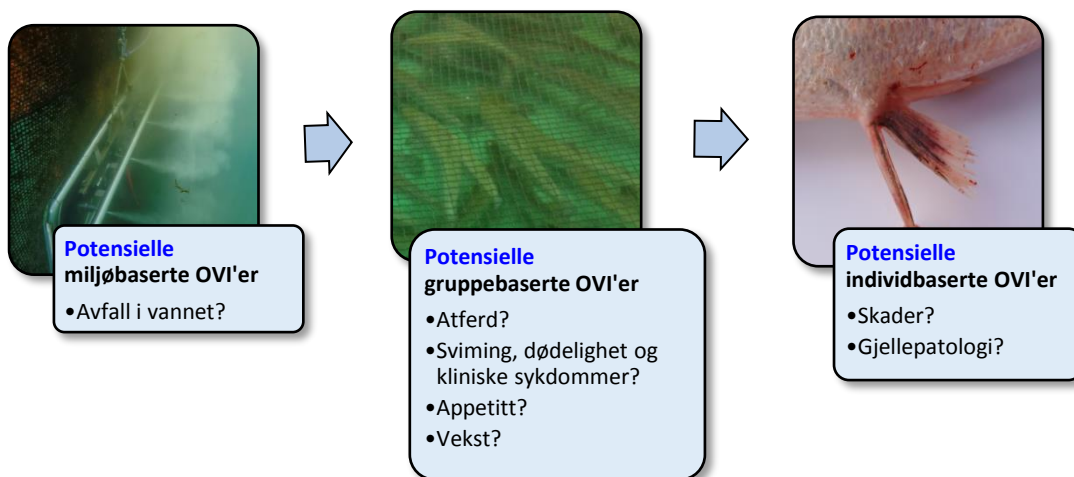 Potensielle
miljøbaserte OVI'er
•Avfall i vannet?
Potensielle
gruppebaserte OVI'er
•Atferd?
•Sviming, dødelighet og
kliniske sykdommer?
•Appetitt?
•Vekst?
Potensielle
individbaserte OVI'er
•Skader?
•Gjellepatologi?